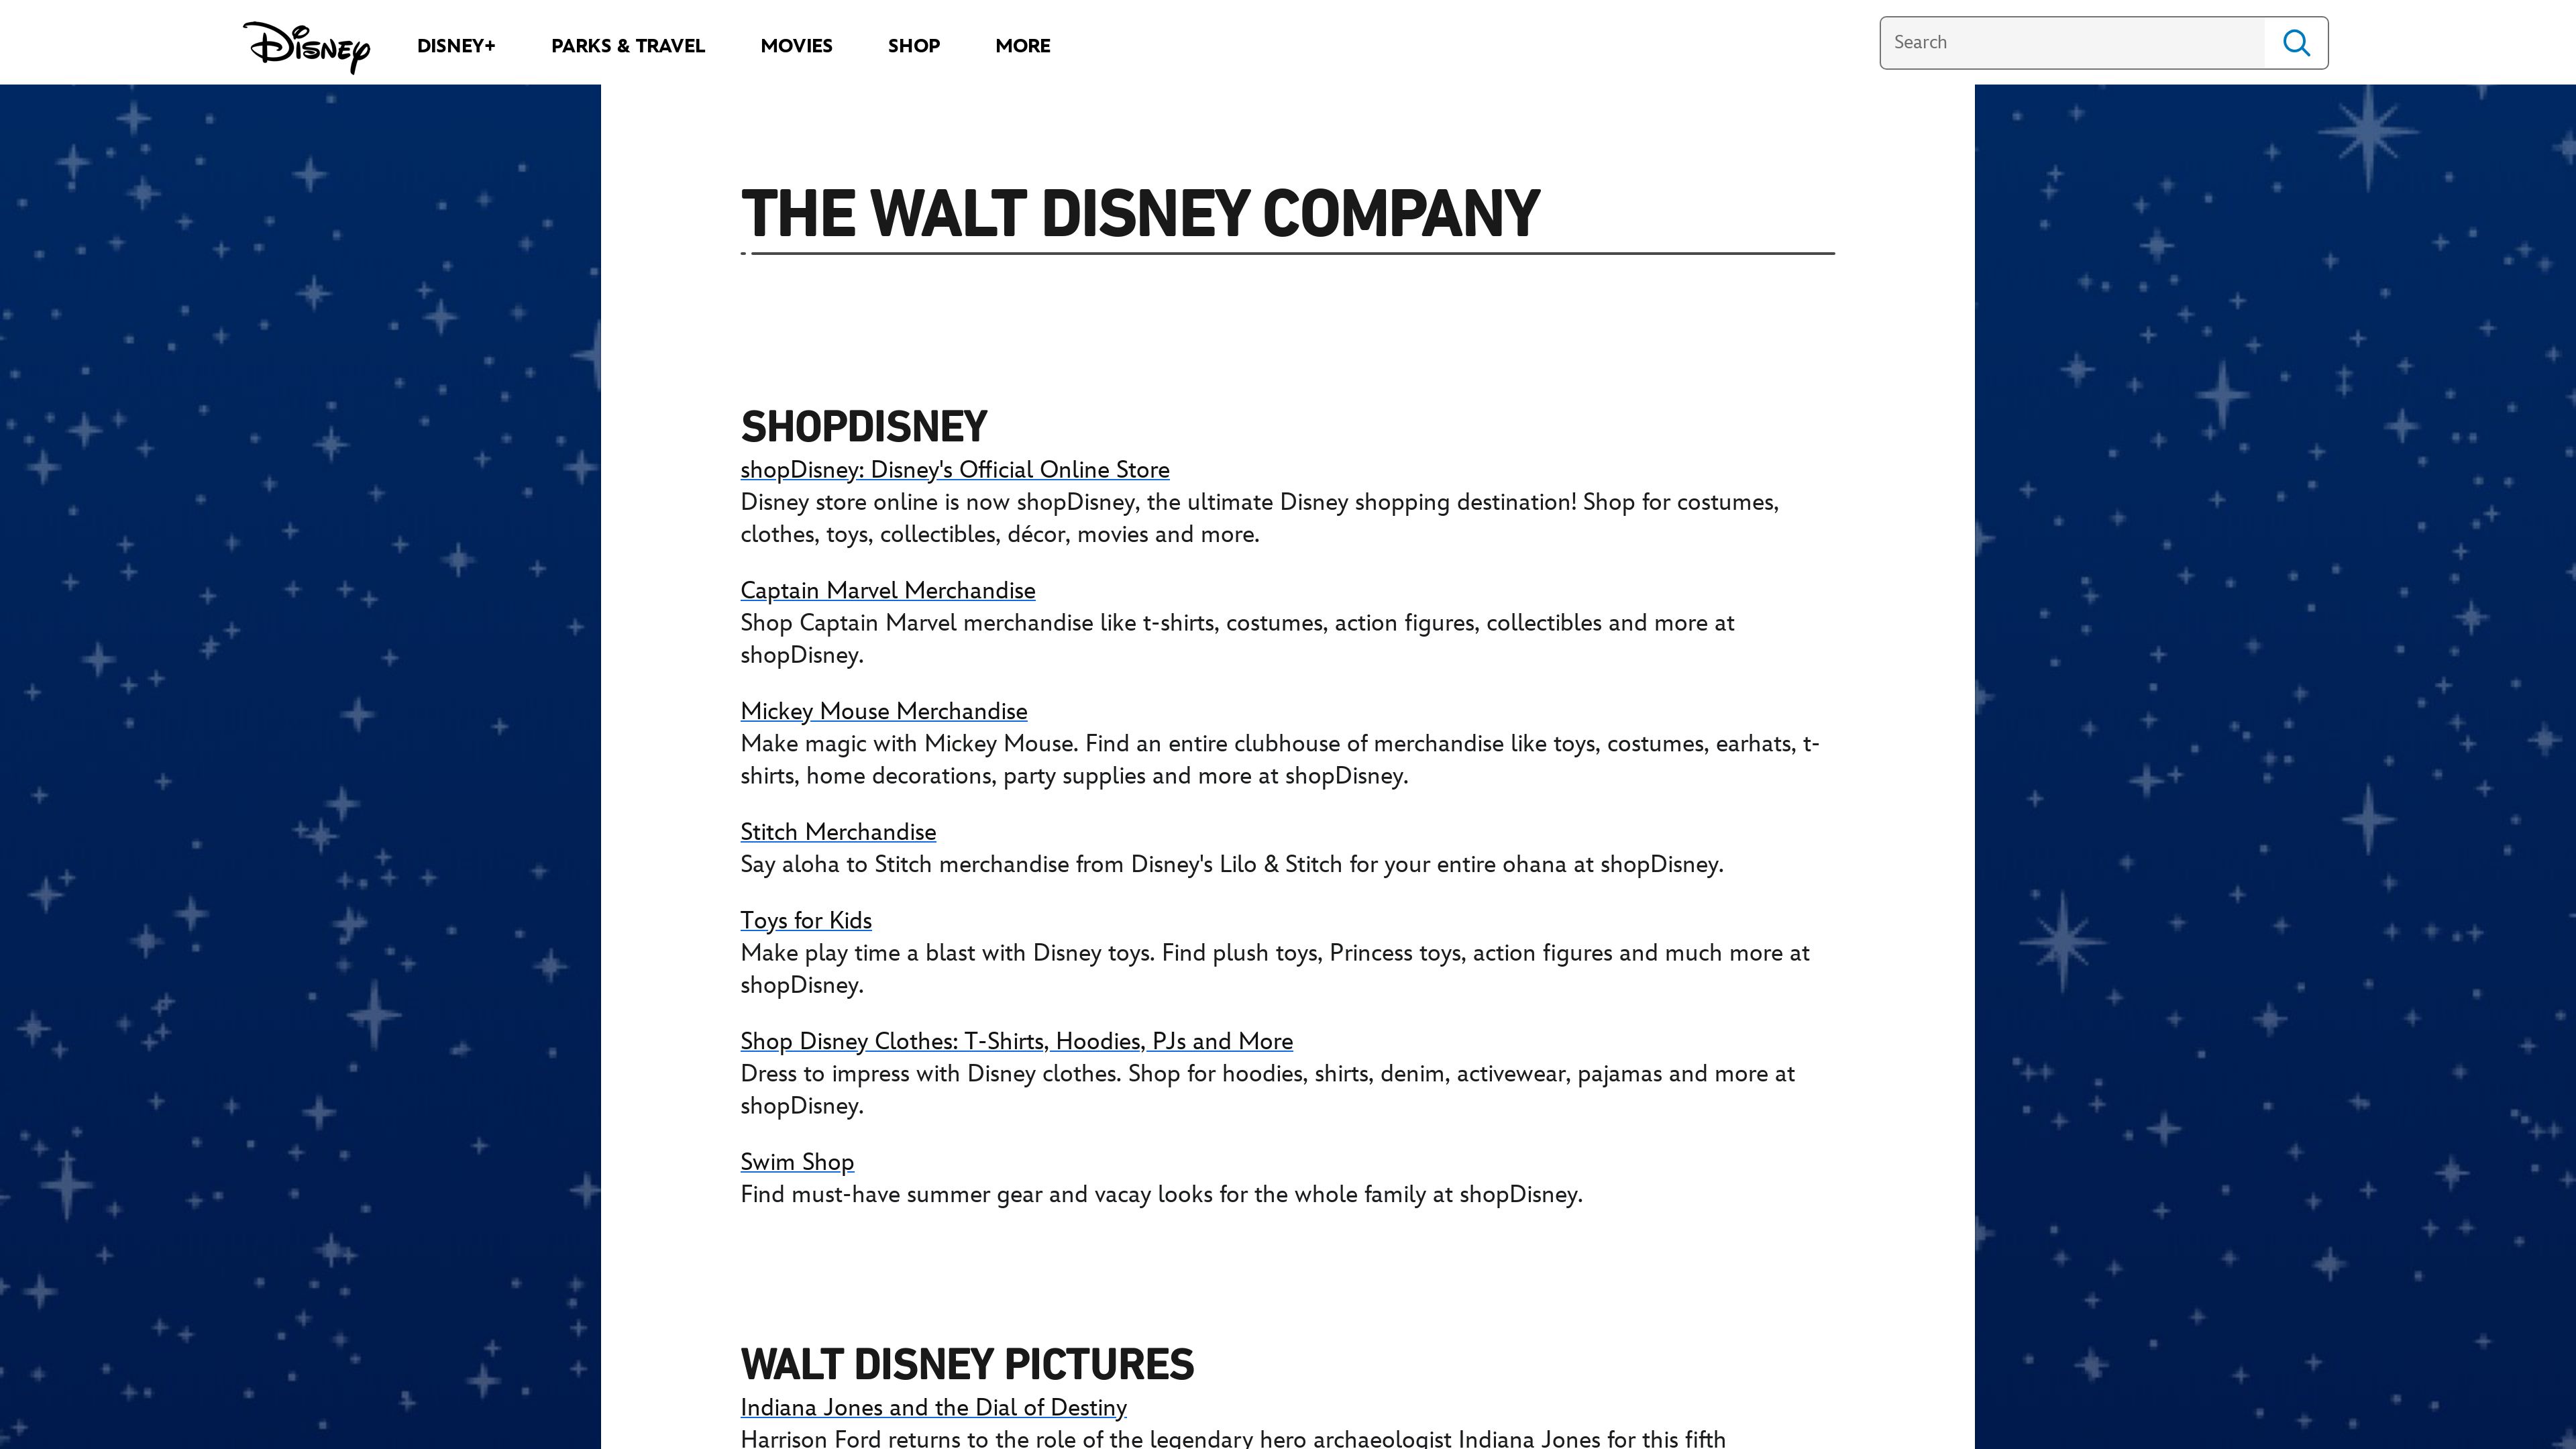 Disney DISNEY+ PARKS & TRAVEL MOVIES SHOP MORE Search
THE WALT DISNEY COMPANY
SHOPDISNEY
shopDisney: Disney's Official Online Store
Disney store online is now shopDisney, the ultimate Disney shopping destination! Shop for costumes,
clothes, toys, collectibles, décor, movies and more.
Captain Marvel Merchandise
Shop Captain Marvel merchandise like t-shirts, costumes, action figures, collectibles and more at
shopDisney.
Mickey Mouse Merchandise
Make magic with Mickey Mouse. Find an entire clubhouse of merchandise like toys, costumes, earhats, t-
shirts, home decorations, party supplies and more at shopDisney.
Stitch Merchandise
Say aloha to Stitch merchandise from Disney's Lilo & Stitch for your entire ohana at shopDisney.
Toys for Kids
Make play time a blast with Disney toys. Find plush toys, Princess toys, action figures and much more at
shopDisney.
Shop Disney Clothes: T-Shirts, Hoodies, PJs and More
Dress to impress with Disney clothes. Shop for hoodies, shirts, denim, activewear, pajamas and more at
shopDisney.
Swim Shop
Find must-have summer gear and vacay looks for the whole family at shopDisney.
WALT DISNEY PICTURES
Indiana Jones and the Dial of Destiny
Harrison Ford returns to the role of the legendary hero archaeologist Indiana Jones for this fifth